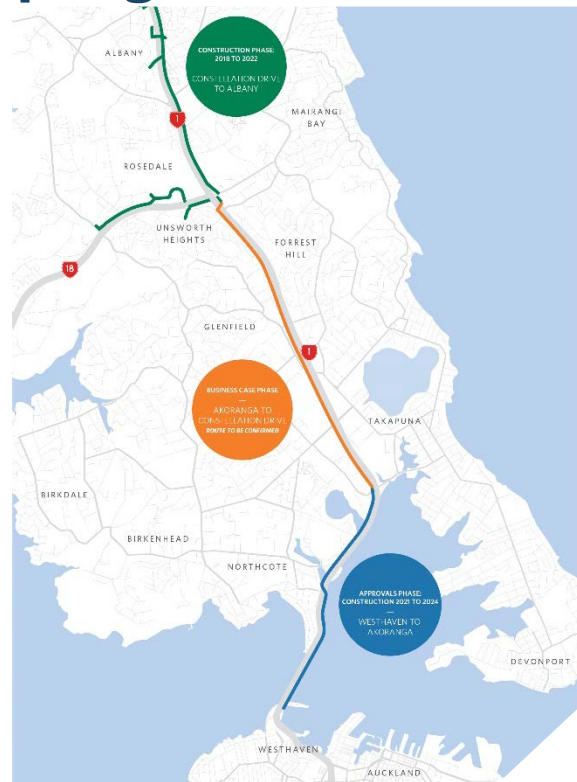 ALBANY
CONSTRUCTION PHASE:
2018 TO 2022
CONSTELLATION DRIVE
TO ALBANY
MAIRANGI
BAY
1
ROSEDALE
UNSWORTH
HEIGHTS
FORREST
HILL
18
GLENFIELD
1
BUSINESS CASE PHASE
AKORANGA TO
CONSTELLATION DRIVE
ROUTE TO BE CONFIRMED
TAKAPUNA
BIRKDALE
BIRKENHEAD
NORTHCOTE
APPROVALS PHASE:
CONSTRUCTION 2021 TO 2024
WESTHAVEN TO
AKORANGA
DEVONPORT
WESTHAVEN
AUCKLAND